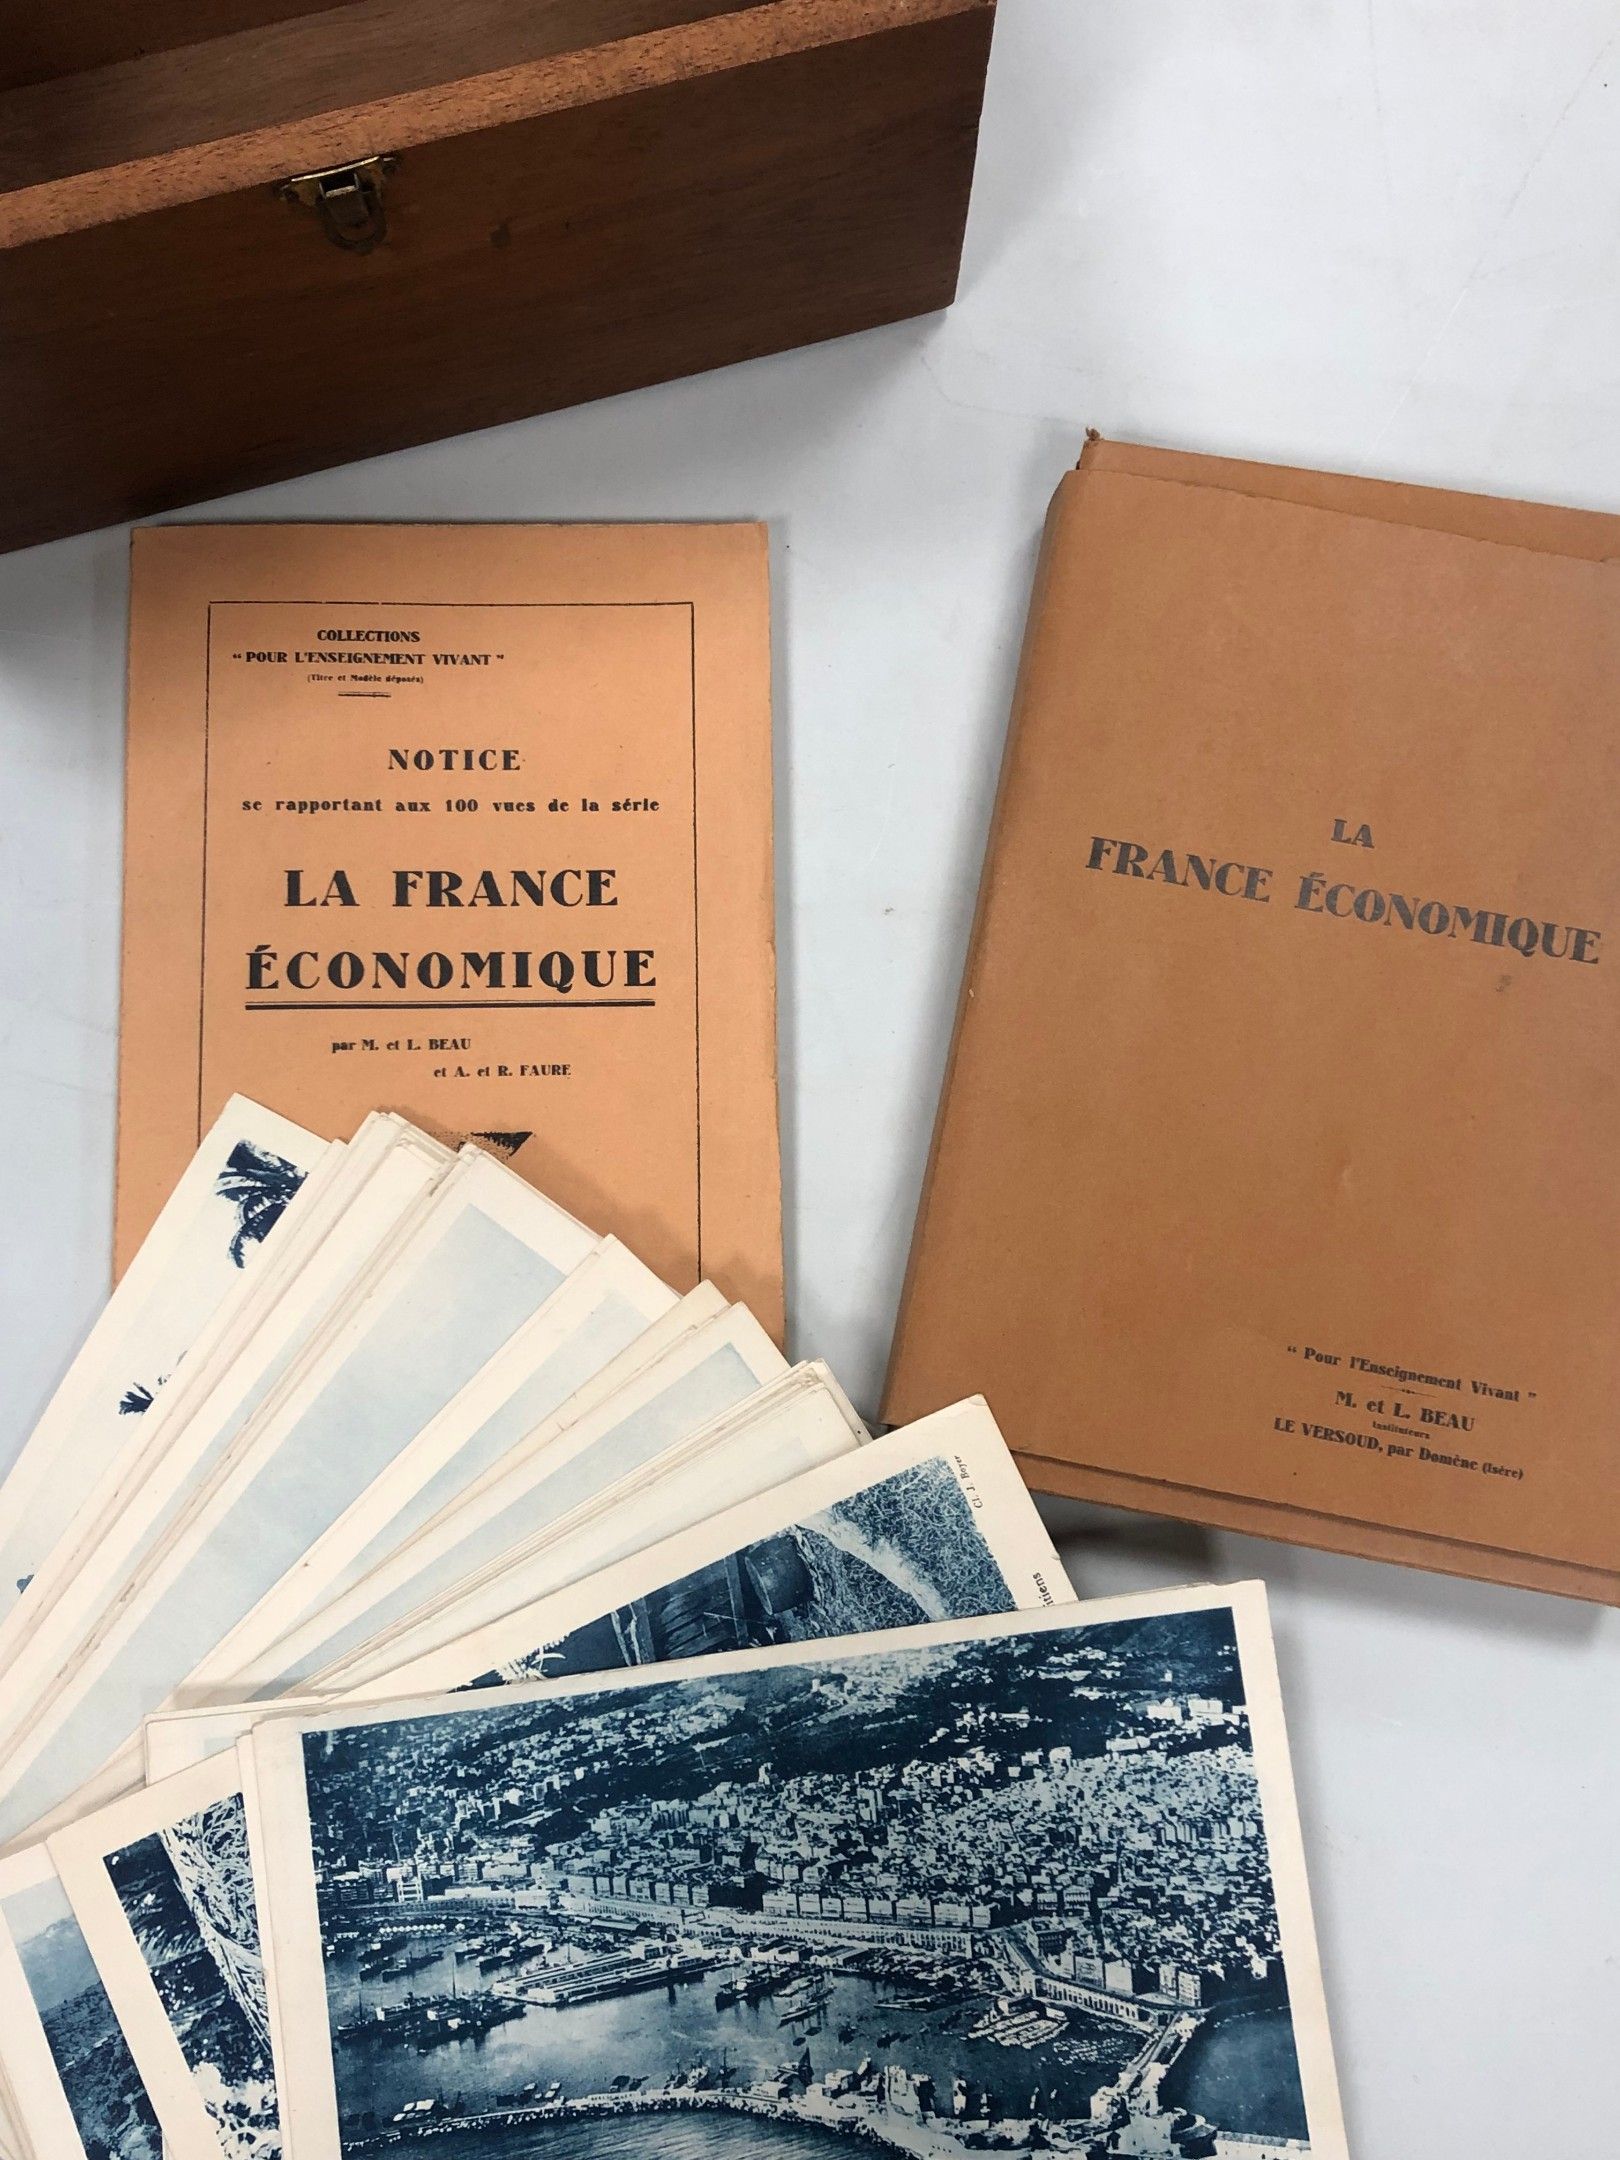 COLLECTIONS
“ POUR L'ENSEIGNEMENT VIVANT ”
(Titre et Modèle déposés)
NOTICE
se rapportant aux 100 vues de la série
LA FRANCE
ÉCONOMIQUE
par M. et L. BEAU
et A. et R. FAURE
LA
FRANCE ÉCONOMIQUE
“ Pour l'Enseignement Vivant ”
M. et L. BEAU
Instituteurs
LE VERSOUD, par Domène (Isère)
Cl. J. Boyer